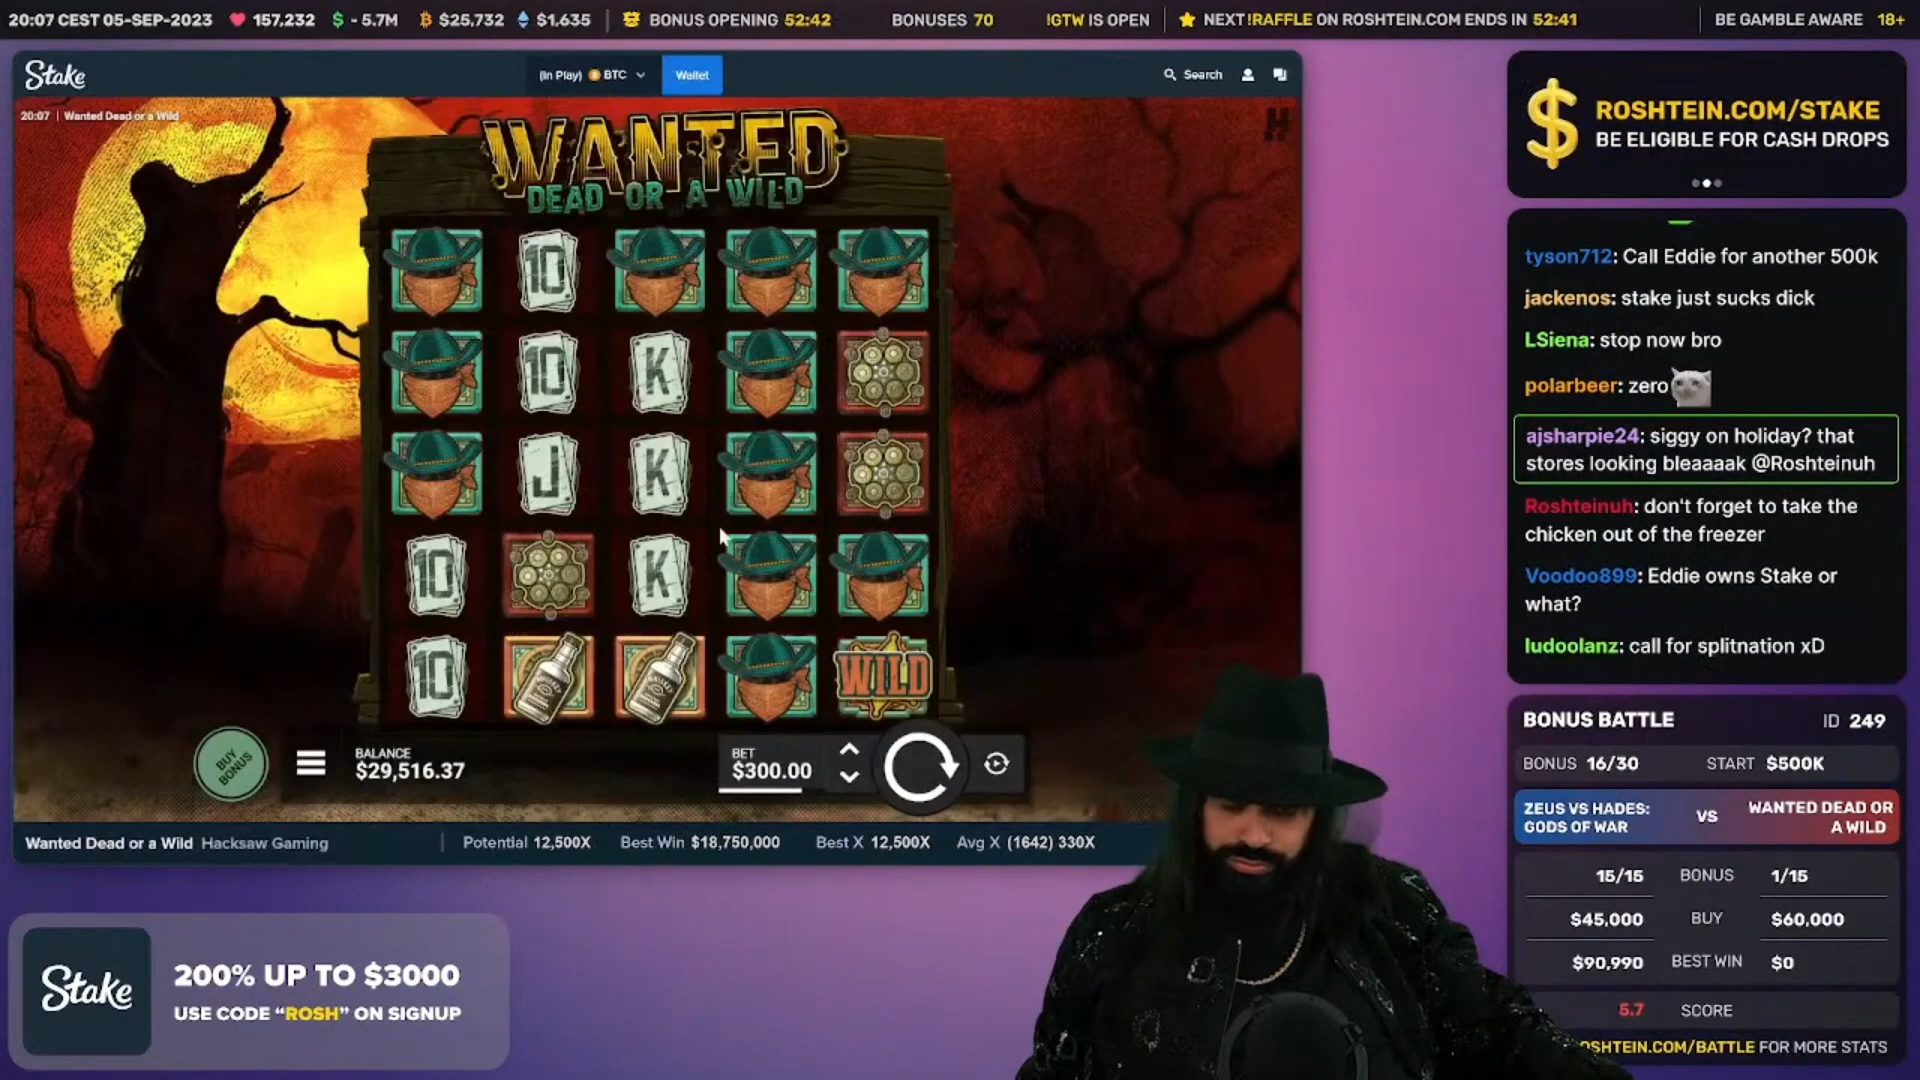 20:07 CEST 05-SEP-2023 157,232 $ - 5.7M $25,732 $1,635 BONUS OPENING 52:42 BONUSES 70 !GTW IS OPEN NEXT !RAFFLE ON ROSHTEIN.COM ENDS IN 52:41 BE GAMBLE AWARE 18+
Stake (In Play) BTC Wallet Search
20:07 | Wanted Dead or a Wild
WANTED
DEAD OR A WILD
10
10 K
J K
10 K
10 WILD
WHISKEY WHISKEY
BUY BONUS
BALANCE
$29,516.37
BET
$300.00
Wanted Dead or a Wild Hacksaw Gaming Potential 12,500X Best Win $18,750,000 Best X 12,500X Avg X (1642) 330X
Stake
200% UP TO $3000
USE CODE “ROSH” ON SIGNUP
$ ROSHTEIN.COM/STAKE
BE ELIGIBLE FOR CASH DROPS
tyson712: Call Eddie for another 500k
jackenos: stake just sucks dick
LSiena: stop now bro
polarbeer: zero
ajsharpie24: siggy on holiday? that
stores looking bleaaaak @Roshteinuh
Roshteinuh: don't forget to take the
chicken out of the freezer
Voodoo899: Eddie owns Stake or
what?
ludoolanz: call for splitnation xD
BONUS BATTLE ID 249
BONUS 16/30 START $500K
ZEUS VS HADES:
GODS OF WAR
VS
WANTED DEAD OR
A WILD
15/15 BONUS 1/15
$45,000 BUY $60,000
$90,990 BEST WIN $0
5.7 SCORE
OSHTEIN.COM/BATTLE FOR MORE STATS